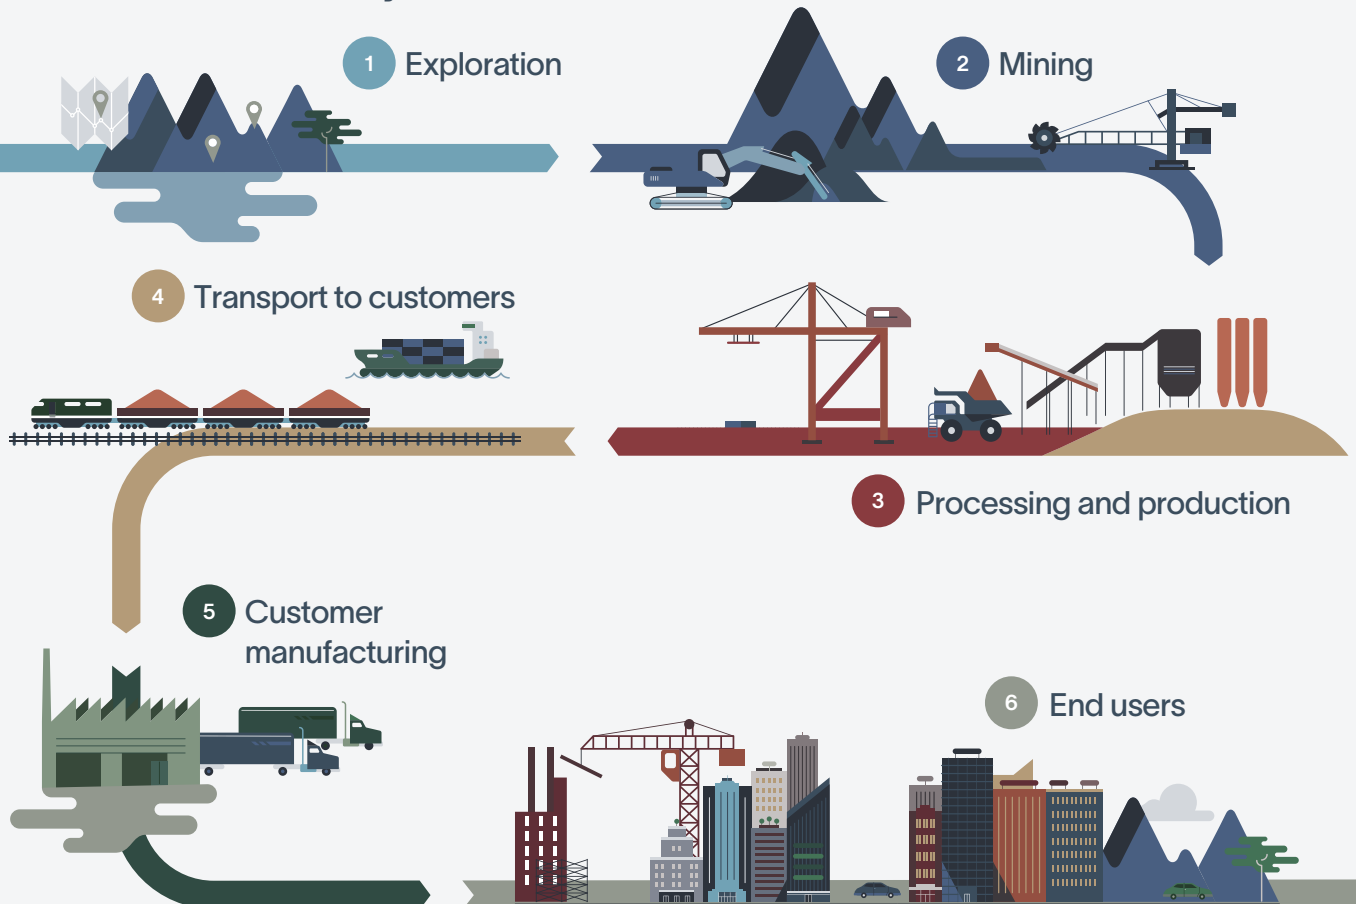 1 Exploration
2 Mining
4 Transport to customers
3 Processing and production
5 Customer
manufacturing
6 End users